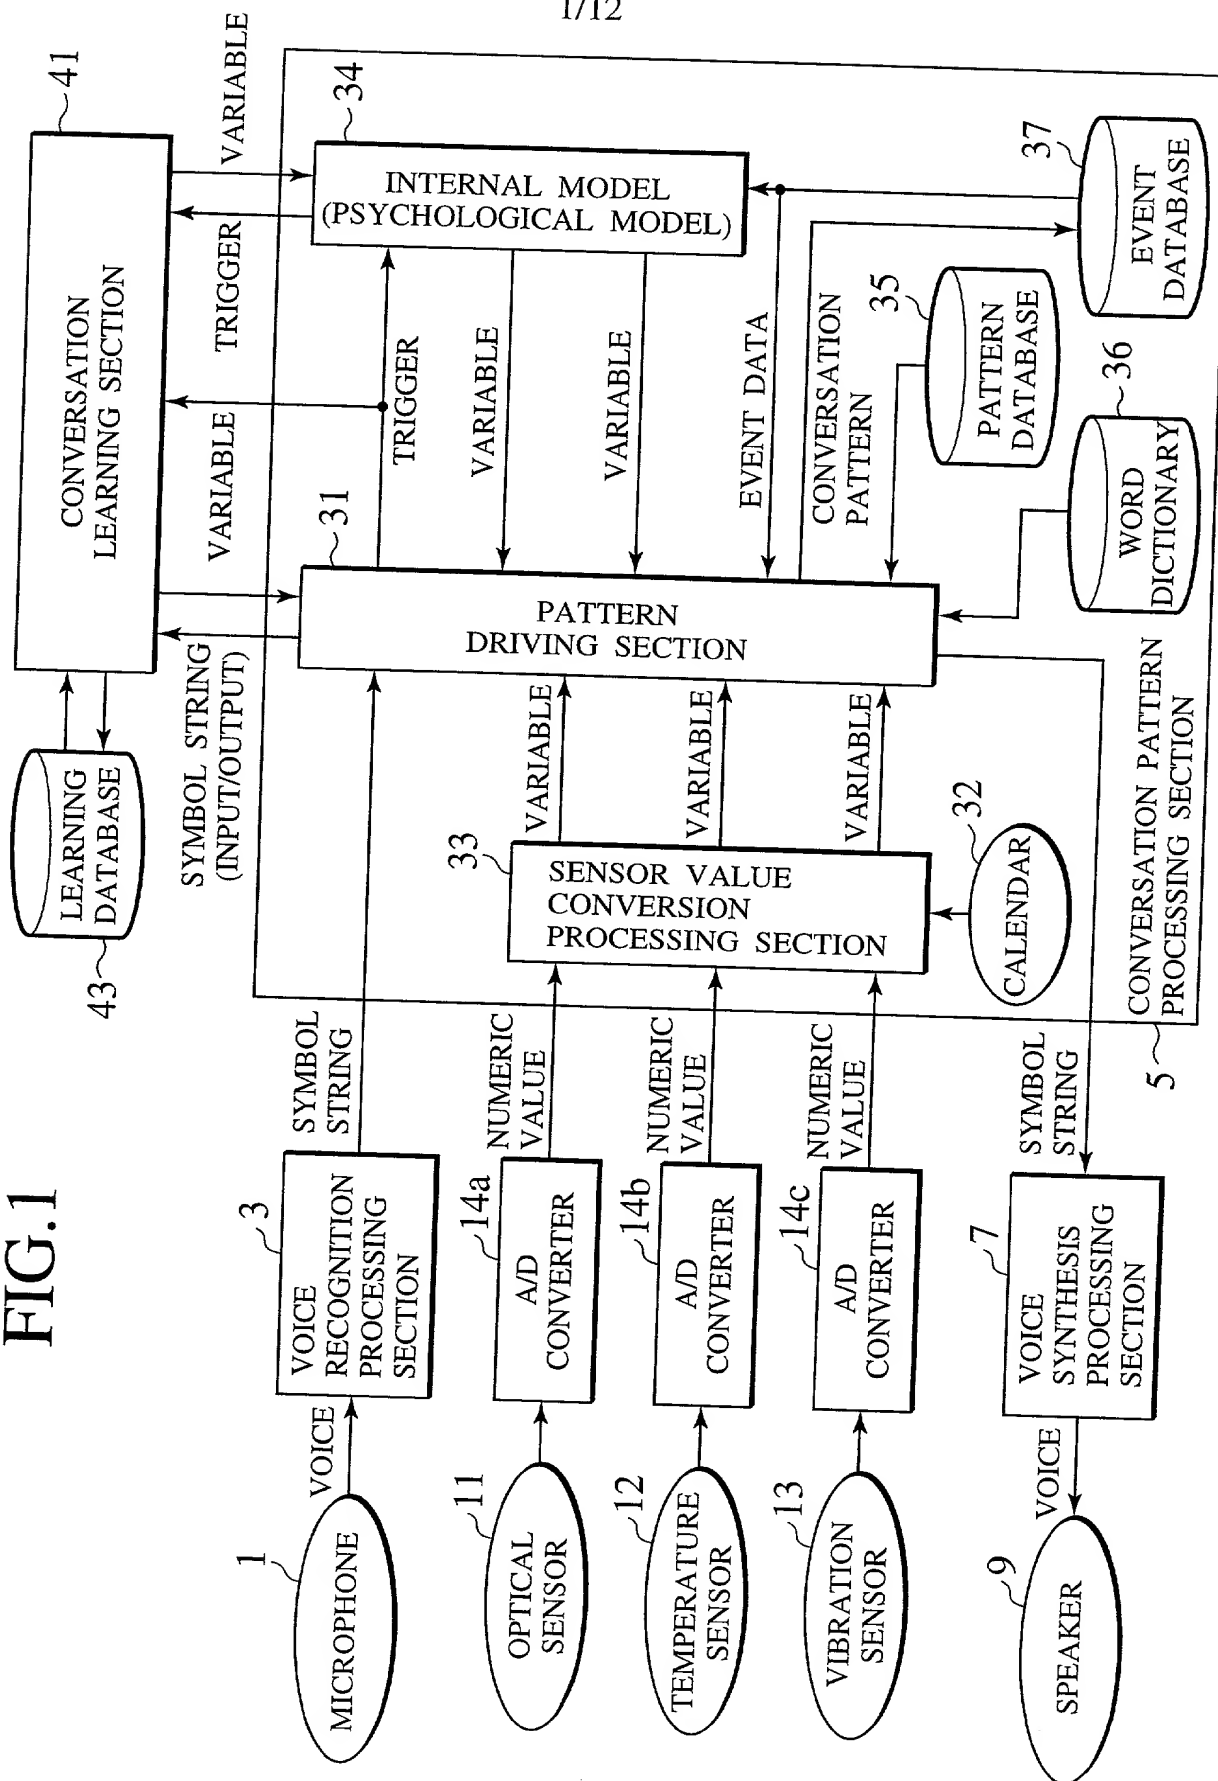 1/12
FIG.1
43
LEARNING
DATABASE
41
CONVERSATION
LEARNING SECTION
SYMBOL STRING
(INPUT/OUTPUT)
VARIABLE
TRIGGER
VARIABLE
1
MICROPHONE
VOICE
3
VOICE
RECOGNITION
PROCESSING
SECTION
SYMBOL
STRING
31
PATTERN
DRIVING SECTION
TRIGGER
VARIABLE
VARIABLE
34
INTERNAL MODEL
(PSYCHOLOGICAL MODEL)
11
OPTICAL
SENSOR
14a
A/D
CONVERTER
NUMERIC
VALUE
33
SENSOR VALUE
CONVERSION
PROCESSING SECTION
VARIABLE
VARIABLE
VARIABLE
12
TEMPERATURE
SENSOR
14b
A/D
CONVERTER
NUMERIC
VALUE
EVENT DATA
CONVERSATION
PATTERN
13
VIBRATION
SENSOR
14c
A/D
CONVERTER
NUMERIC
VALUE
32
CALENDAR
35
PATTERN
DATABASE
36
WORD
DICTIONARY
37
EVENT
DATABASE
9
SPEAKER
VOICE
7
VOICE
SYNTHESIS
PROCESSING
SECTION
SYMBOL
STRING
5
CONVERSATION PATTERN
PROCESSING SECTION